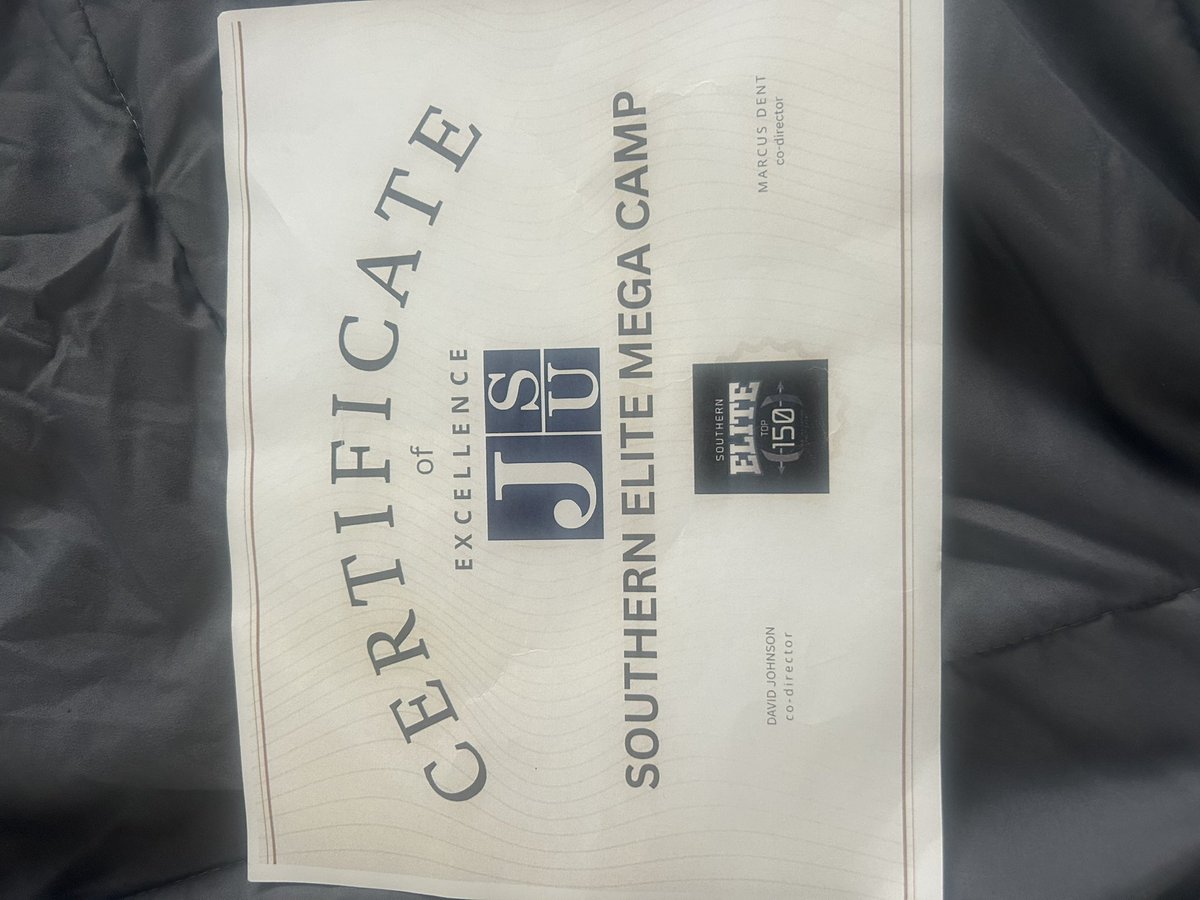 CERTIFICATE
of
EXCELLENCE
JSU
SOUTHERN ELITE MEGA CAMP
SOUTHERN
ELITE
TOP
150
DAVID JOHNSON
co-director
MARCUS DENT
co-director